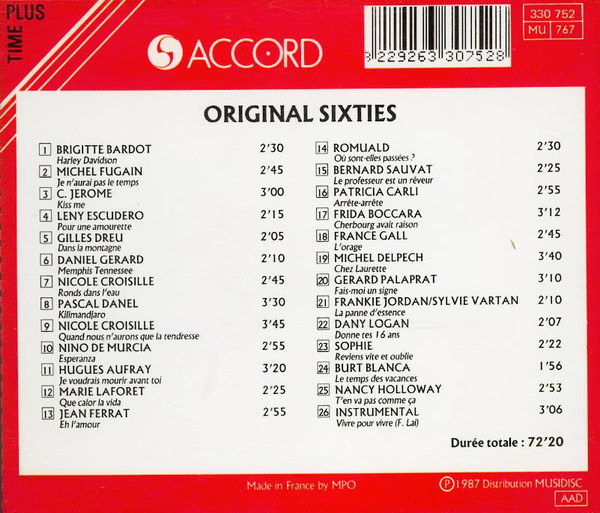 TIME PLUS
ACCORD
3 229263 307528
330 752
MU 767
ORIGINAL SIXTIES
1 BRIGITTE BARDOT 2'30
Harley Davidson
2 MICHEL FUGAIN 2'45
Je n'aurai pas le temps
3 C. JEROME 3'00
Kiss me
4 LENY ESCUDERO 2'15
Pour une amourette
5 GILLES DREU 2'05
Dans la montagne
6 DANIEL GERARD 2'10
Memphis Tennessee
7 NICOLE CROISILLE 2'45
Ronds dans l'eau
8 PASCAL DANEL 3'30
Kilimandjaro
9 NICOLE CROISILLE 3'45
Quand nous n'aurons que la tendresse
10 NINO DE MURCIA 2'55
Esperanza
11 HUGUES AUFRAY 3'20
Je voudrais mourir avant toi
12 MARIE LAFORET 2'25
Que calor la vida
13 JEAN FERRAT 2'55
Eh l'amour
14 ROMUALD 2'30
Où sont-elles passées ?
15 BERNARD SAUVAT 2'25
Le professeur est un rêveur
16 PATRICIA CARLI 2'55
Arrête-arrête
17 FRIDA BOCCARA 3'12
Cherbourg avait raison
18 FRANCE GALL 2'45
L'orage
19 MICHEL DELPECH 3'40
Chez Laurette
20 GERARD PALAPRAT 3'10
Fais-moi un signe
21 FRANKIE JORDAN/SYLVIE VARTAN 2'10
La panne d'essence
22 DANY LOGAN 2'07
Donne tes 16 ans
23 SOPHIE 2'22
Reviens vite et oublie
24 BURT BLANCA 1'56
Le temps des vacances
25 NANCY HOLLOWAY 2'53
T'en va pas comme ça
26 INSTRUMENTAL 3'06
Vivre pour vivre (F. Lai)
Durée totale : 72'20
Made in France by MPO
Ⓟ 1987 Distribution MUSIDISC
AAD